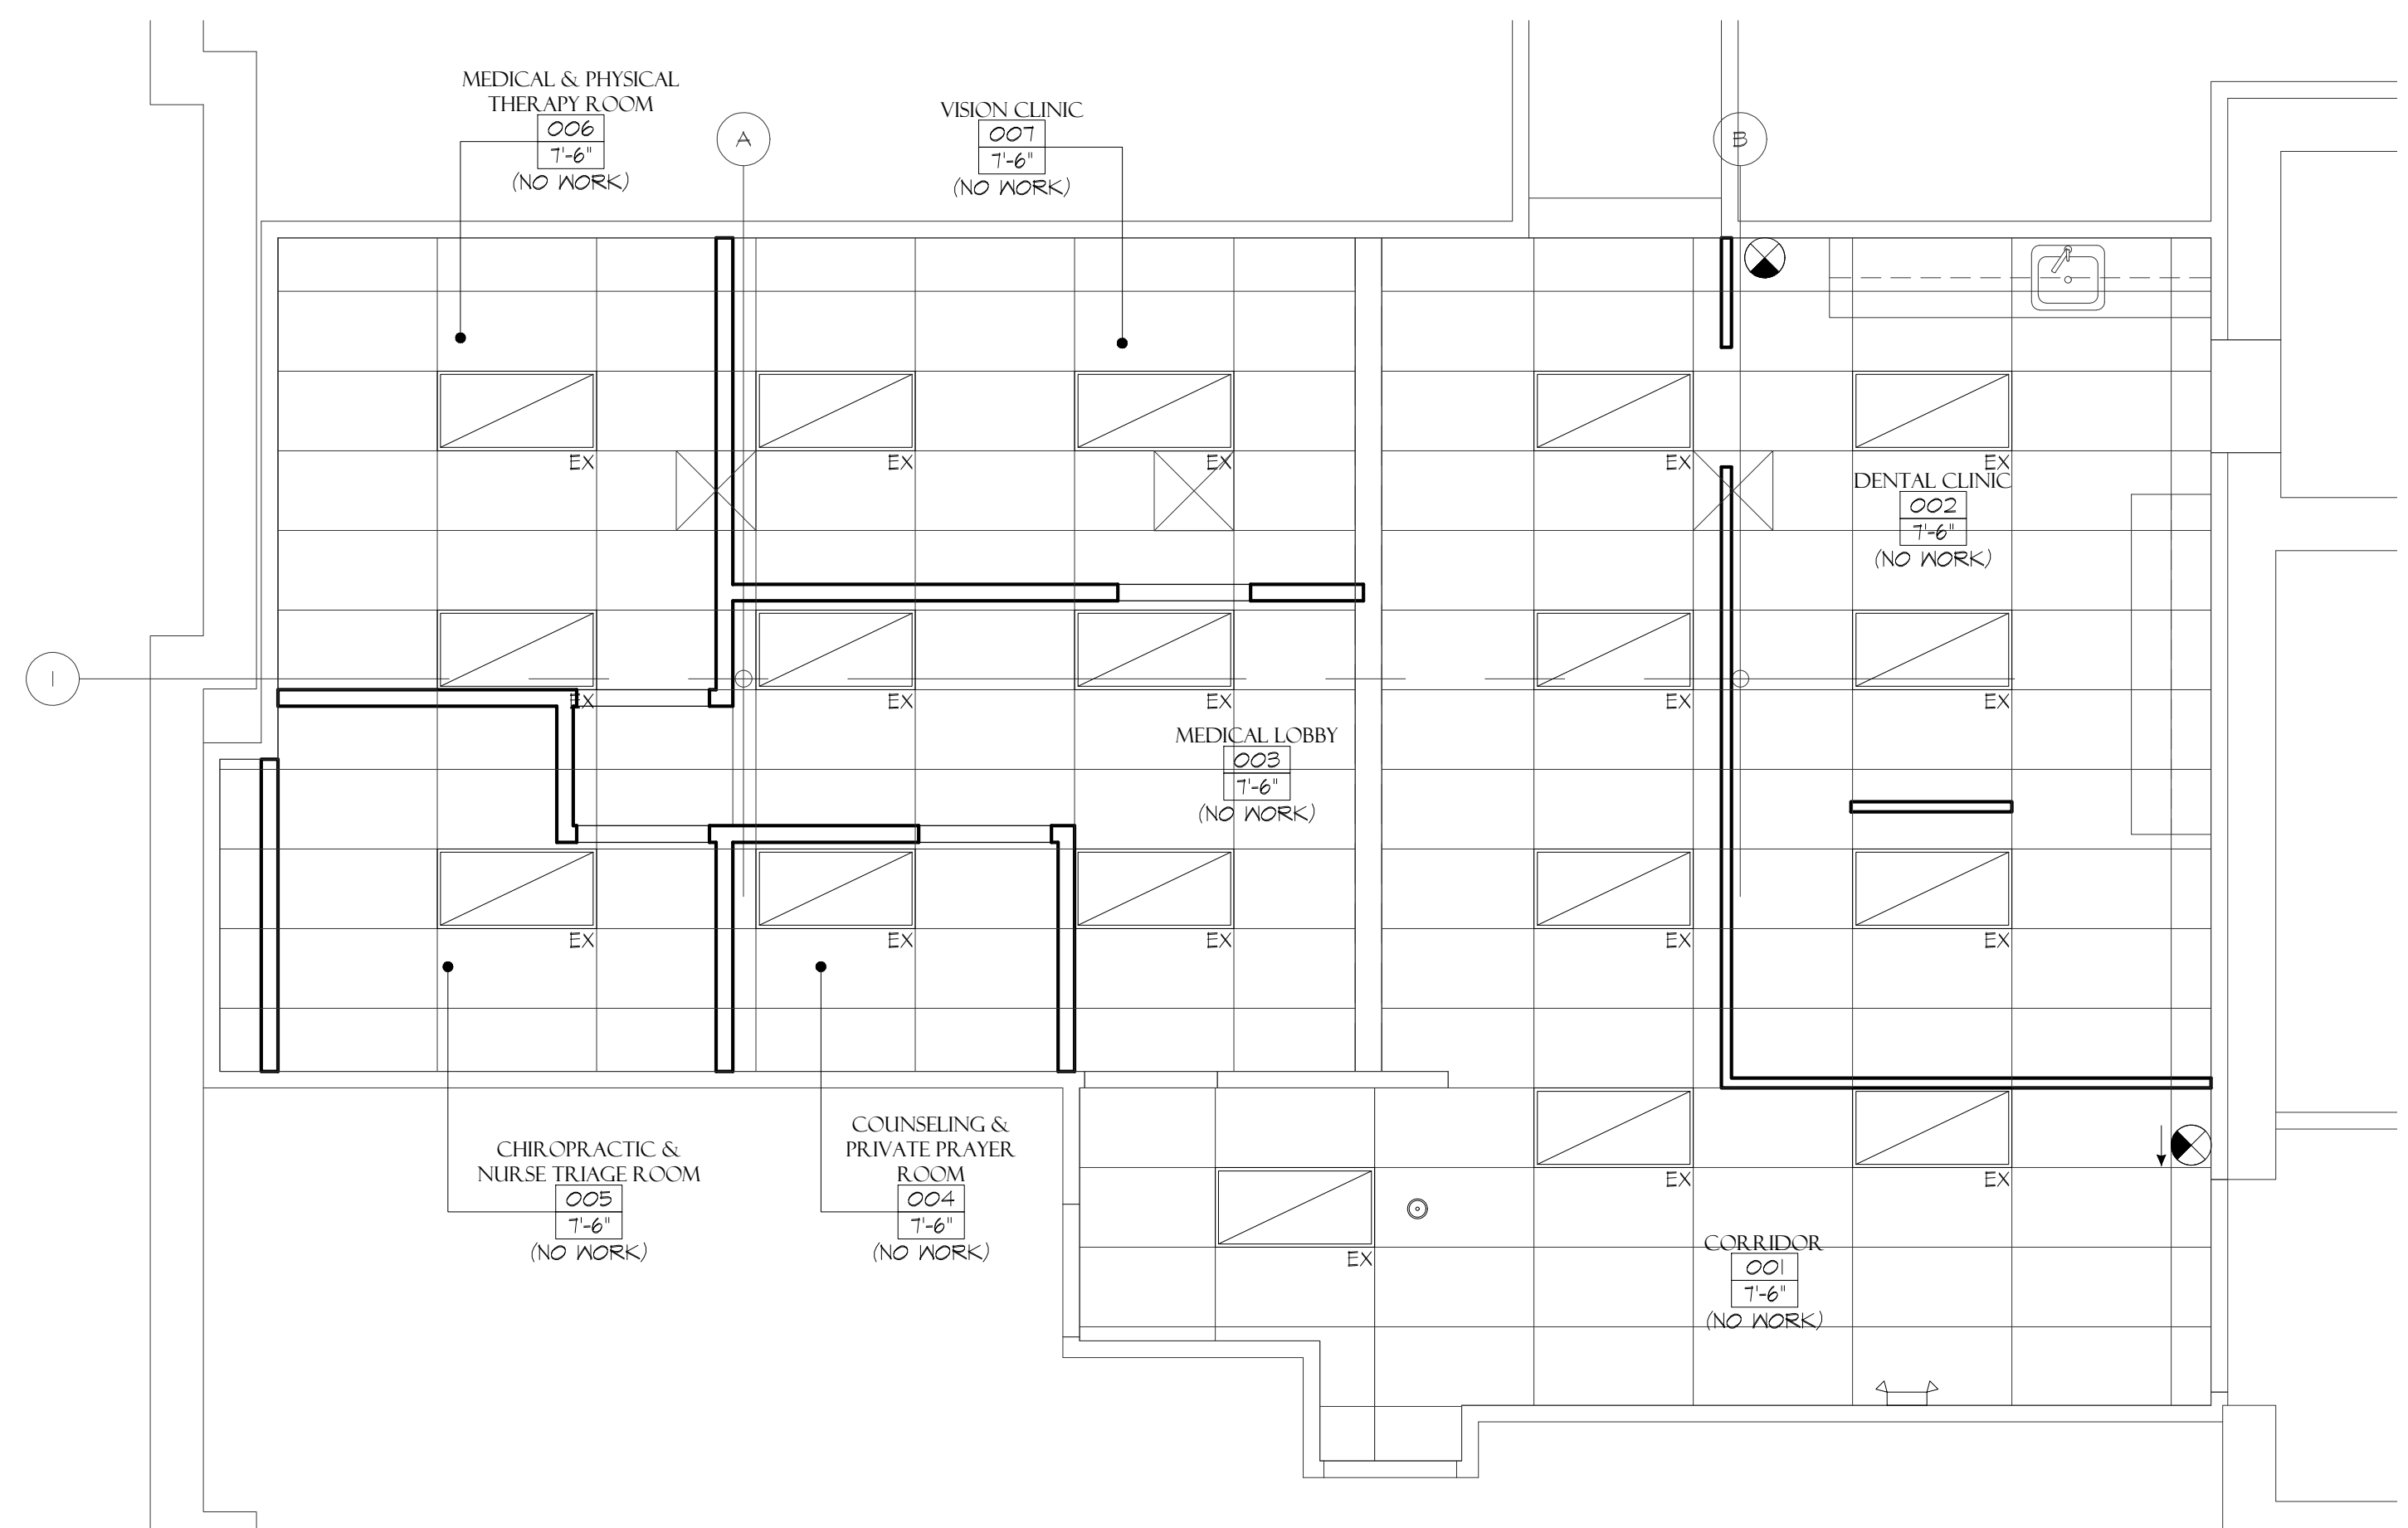 MEDICAL & PHYSICAL
THERAPY ROOM
006
7'-6"
(NO WORK)
A
VISION CLINIC
007
7'-6"
(NO WORK)
B
EX
EX
EX
EX
EX
DENTAL CLINIC
002
7'-6"
(NO WORK)
1
EX
EX
EX
EX
EX
MEDICAL LOBBY
003
7'-6"
(NO WORK)
EX
EX
EX
EX
EX
CHIROPRACTIC &
NURSE TRIAGE ROOM
005
7'-6"
(NO WORK)
COUNSELING &
PRIVATE PRAYER
ROOM
004
7'-6"
(NO WORK)
EX
EX
EX
CORRIDOR
001
7'-6"
(NO WORK)